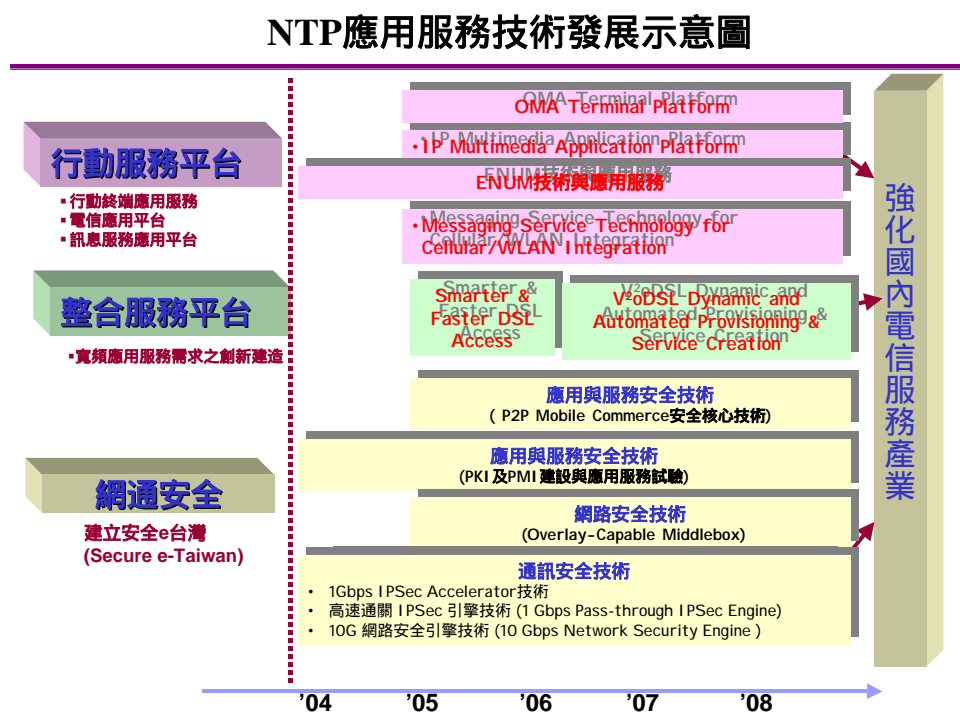 NTP應用服務技術發展示意圖
行動服務平台
▪行動終端應用服務
▪電信應用平台
▪訊息服務應用平台
整合服務平台
▪寬頻應用服務需求之創新建造
網通安全
建立安全e台灣
(Secure e-Taiwan)
OMA Terminal Platform
•IP Multimedia Application Platform
ENUM技術與應用服務
•Messaging Service Technology for
Cellular/WLAN Integration
Smarter &
Faster DSL
Access
V²oDSL Dynamic and
Automated Provisioning &
Service Creation
應用與服務安全技術
( P2P Mobile Commerce安全核心技術)
應用與服務安全技術
(PKI及PMI建設與應用服務試驗)
網路安全技術
(Overlay-Capable Middlebox)
通訊安全技術
• 1Gbps IPSec Accelerator技術
• 高速通關 IPSec 引擎技術 (1 Gbps Pass-through IPSec Engine)
• 10G 網路安全引擎技術 (10 Gbps Network Security Engine )
強化國內電信服務產業
’04 ’05 ’06 ’07 ’08